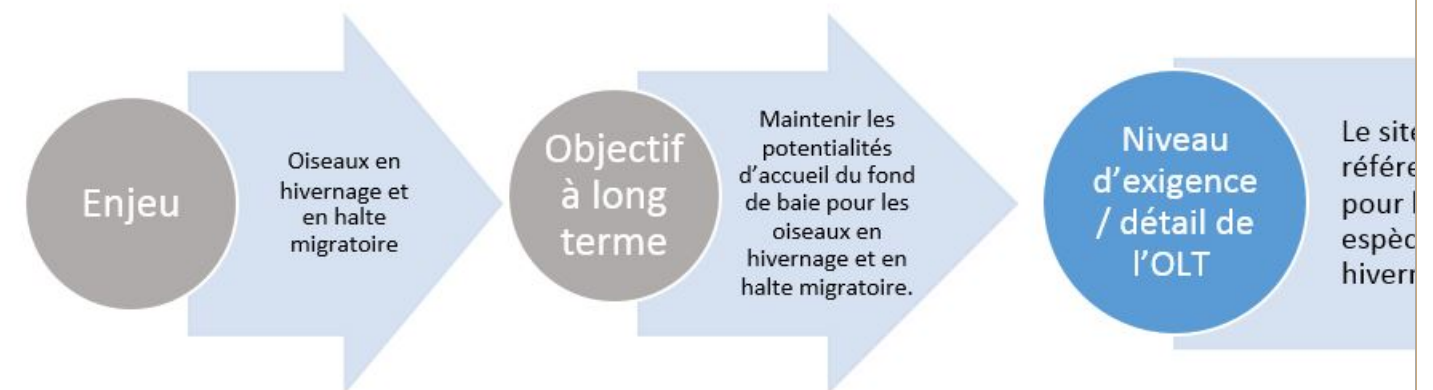 Enjeu
Oiseaux en
hivernage et
en halte
migratoire
Objectif
à long
terme
Maintenir les
potentialités
d’accueil du fond
de baie pour les
oiseaux en
hivernage et en
halte migratoire.
Niveau
d’exigence
/ détail de
l’OLT
Le
pour